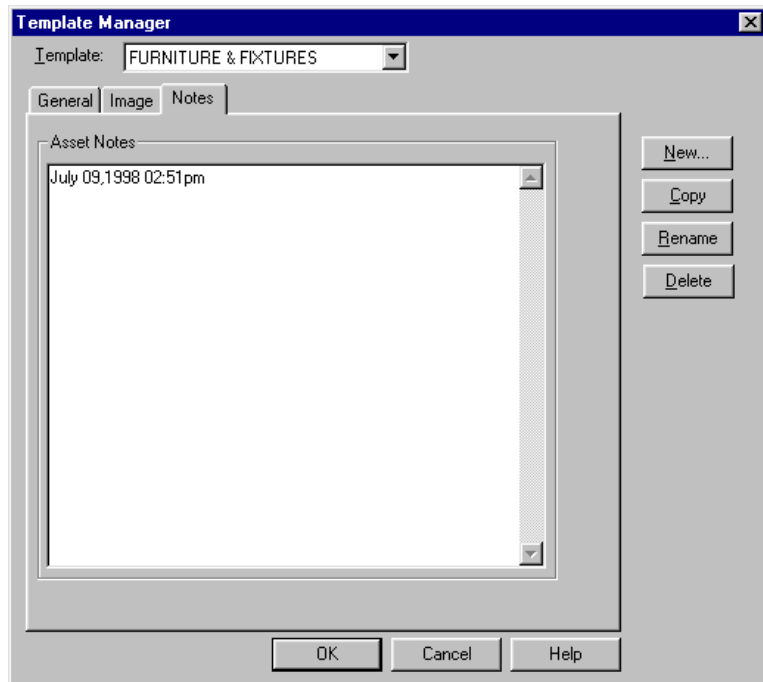 Template Manager
Template: FURNITURE & FIXTURES
General Image Notes
Asset Notes
July 09,1998 02:51pm
New...
Copy
Rename
Delete
OK Cancel Help